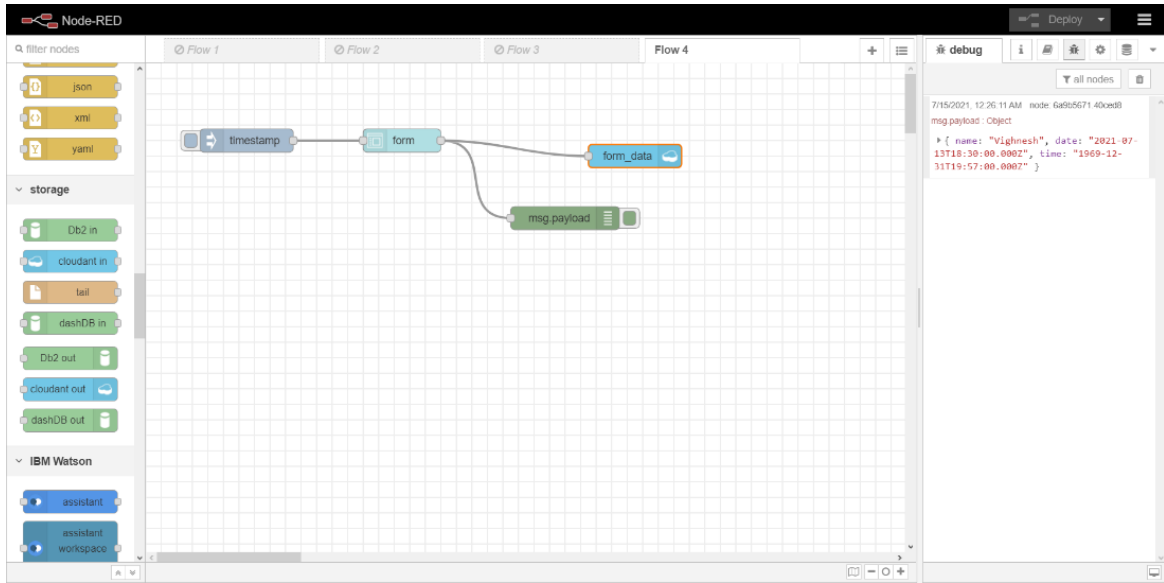 Node-RED
Deploy
filter nodes
Flow 1
Flow 2
Flow 3
Flow 4
debug
i
all nodes
json
xml
yaml
storage
Db2 in
cloudant in
tail
dashDB in
Db2 out
cloudant out
dashDB out
IBM Watson
assistant
assistant
workspace
timestamp
form
form_data
msg.payload
7/15/2021, 12:26:11 AM node: 6a9b5671.40ced8
msg.payload : Object
{ name: "Vighnesh", date: "2021-07-
13T18:30:00.000Z", time: "1969-12-
31T19:57:00.000Z" }